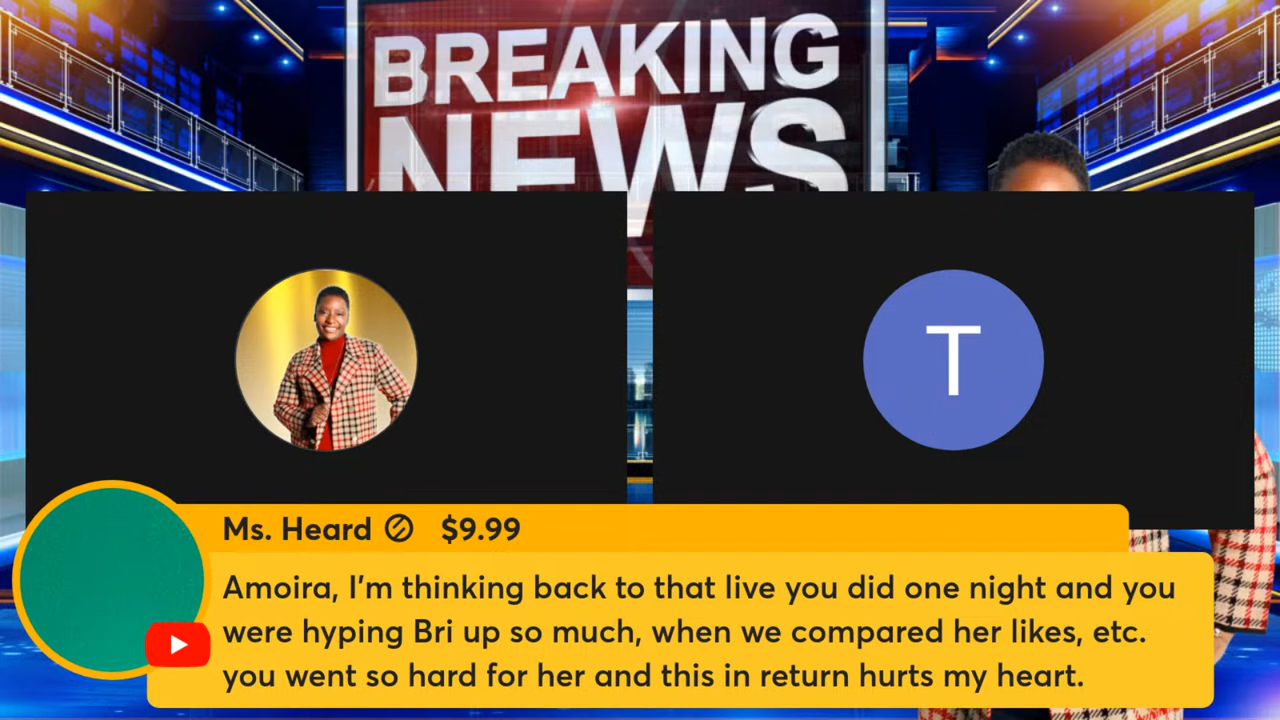 BREAKING
NEWS
T
Ms. Heard $9.99
Amoira, I'm thinking back to that live you did one night and you
were hyping Bri up so much, when we compared her likes, etc.
you went so hard for her and this in return hurts my heart.